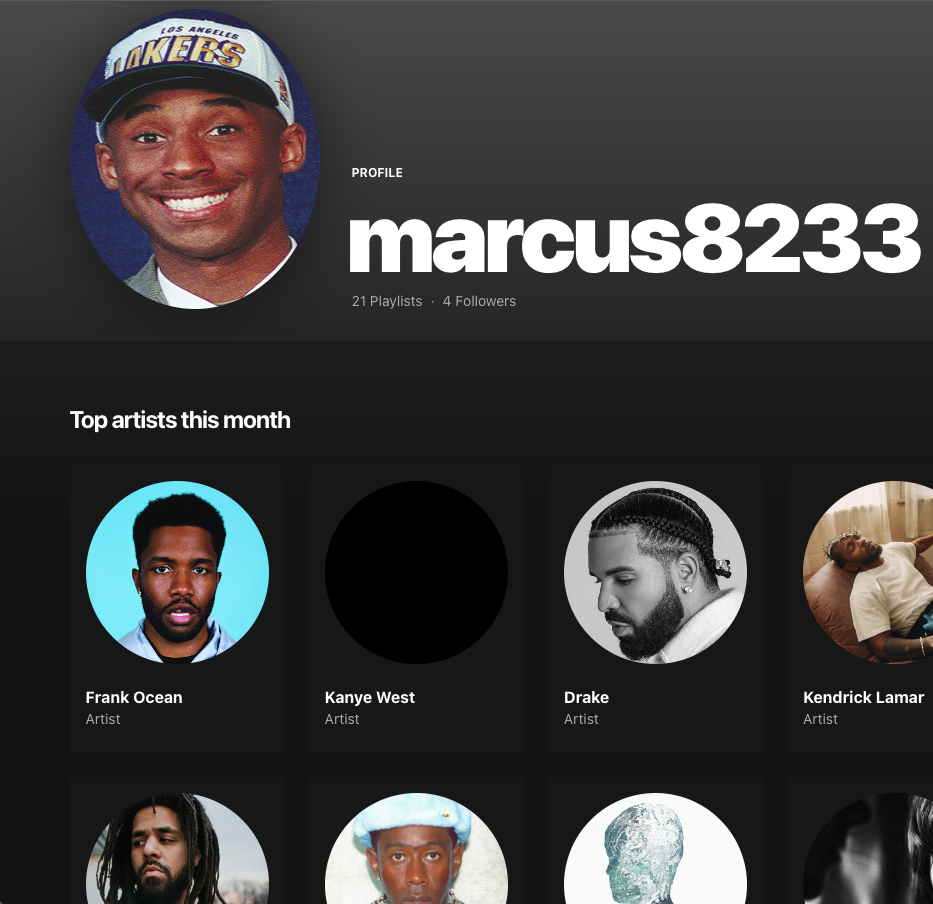 LOS ANGELES
LAKERS
PROFILE
marcus8233
21 Playlists · 4 Followers
Top artists this month
Frank Ocean
Artist
Kanye West
Artist
Drake
Artist
Kendrick Lamar
Artist